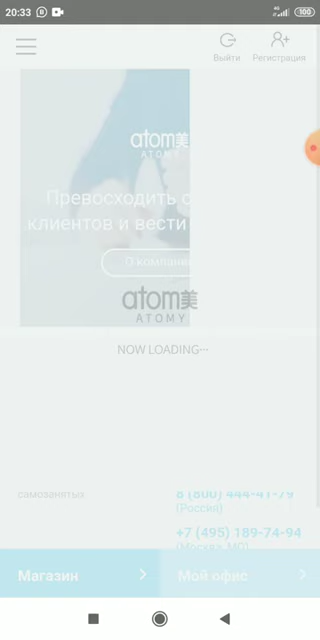 20:33
4G
100
Выйти
Регистрация
atom美
ATOMY
Превосходить о
клиентов и вести
О компани
atom美
ATOMY
NOW LOADING···
самозанятых
8 (800) 444-41-79
(Россия)
+7 (495) 189-74-94
(Москва, МО)
Магазин
Мой офис